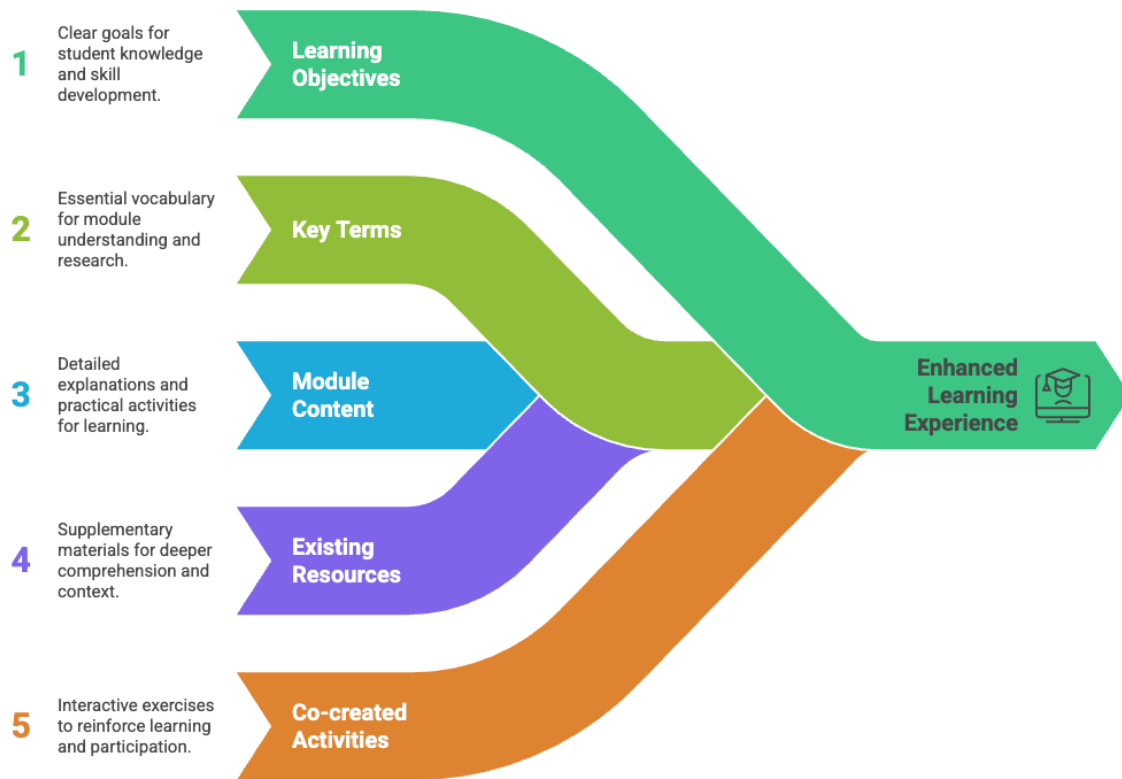 1
Clear goals for
student knowledge
and skill
development.
Learning
Objectives
2
Essential vocabulary
for module
understanding and
research.
Key Terms
3
Detailed
explanations and
practical activities
for learning.
Module
Content
Enhanced
Learning
Experience
4
Supplementary
materials for deeper
comprehension and
context.
Existing
Resources
5
Interactive exercises
to reinforce learning
and participation.
Co-created
Activities